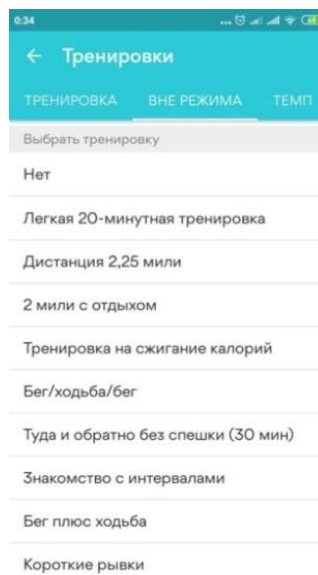 0:34
Тренировки
ТРЕНИРОВКА ВНЕ РЕЖИМА ТЕМП
Выбрать тренировку
Нет
Легкая 20-минутная тренировка
Дистанция 2,25 мили
2 мили с отдыхом
Тренировка на сжигание калорий
Бег/ходьба/бег
Туда и обратно без спешки (30 мин)
Знакомство с интервалами
Бег плюс ходьба
Короткие рывки